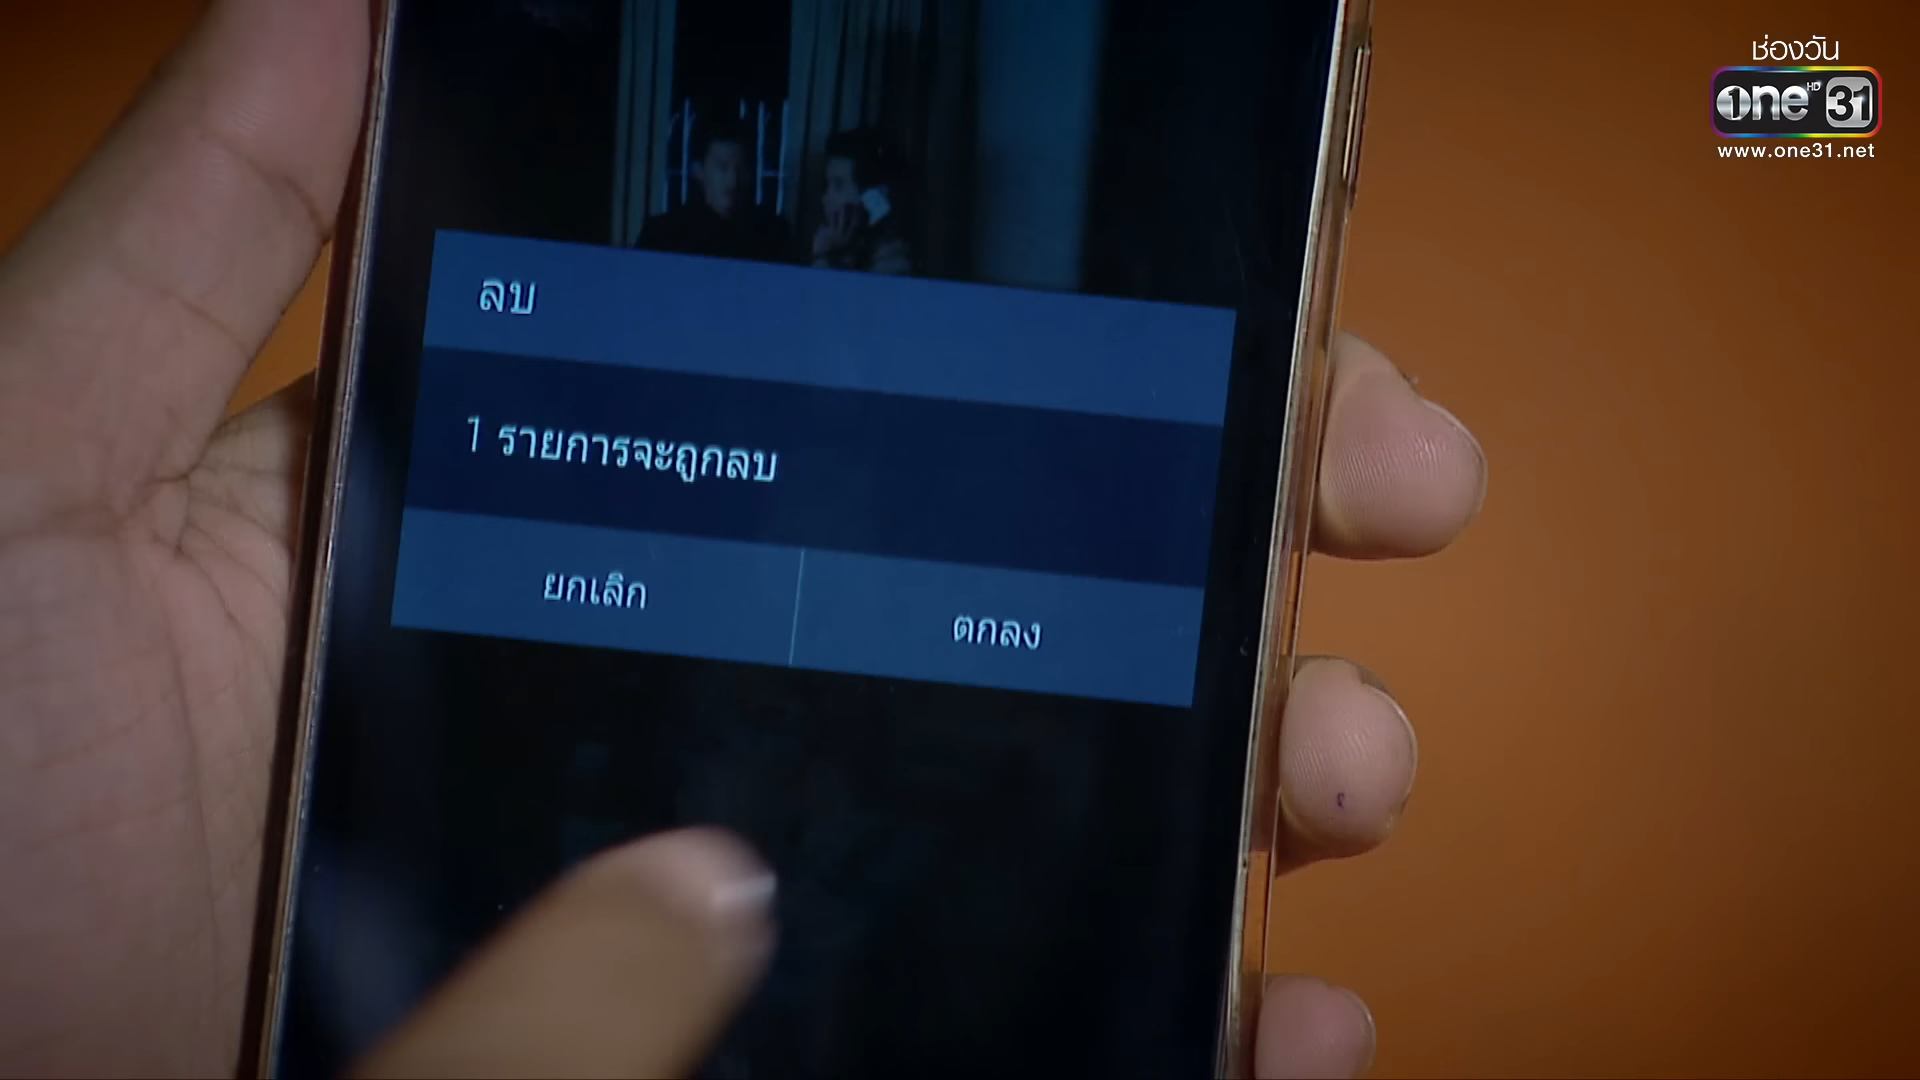 ช่องวัน
one HD 31
www.one31.net
ลบ
1 รายการจะถูกลบ
ยกเลิก
ตกลง